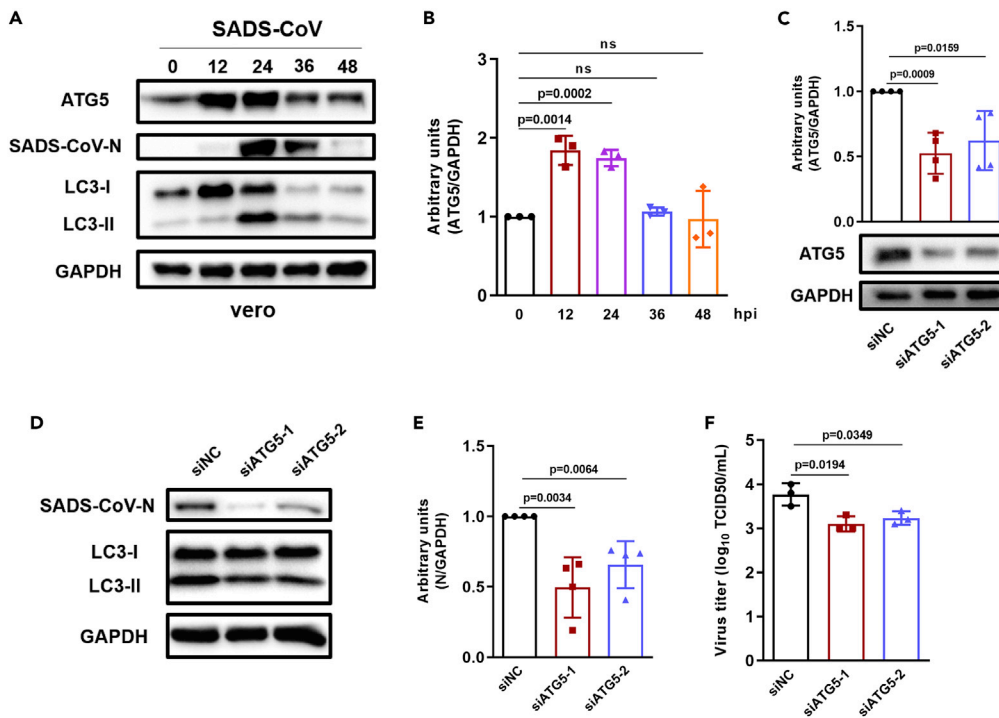 A
SADS-CoV
0 12 24 36 48
ATG5
SADS-CoV-N
LC3-I
LC3-II
GAPDH
vero
B
Arbitrary units
(ATG5/GAPDH)
3
2
1
0
ns
ns
p=0.0002
p=0.0014
0 12 24 36 48 hpi
C
Arbitrary units
(ATG5/GAPDH)
1.5
1.0
0.5
0.0
p=0.0159
p=0.0009
ATG5
GAPDH
siNC
siATG5-1
siATG5-2
D
siNC
siATG5-1
siATG5-2
SADS-CoV-N
LC3-I
LC3-II
GAPDH
E
Arbitrary units
(N/GAPDH)
1.5
1.0
0.5
0.0
p=0.0064
p=0.0034
siNC
siATG5-1
siATG5-2
F
Virus titer (log10 TCID50/mL)
5
4
3
2
1
0
p=0.0349
p=0.0194
siNC
siATG5-1
siATG5-2